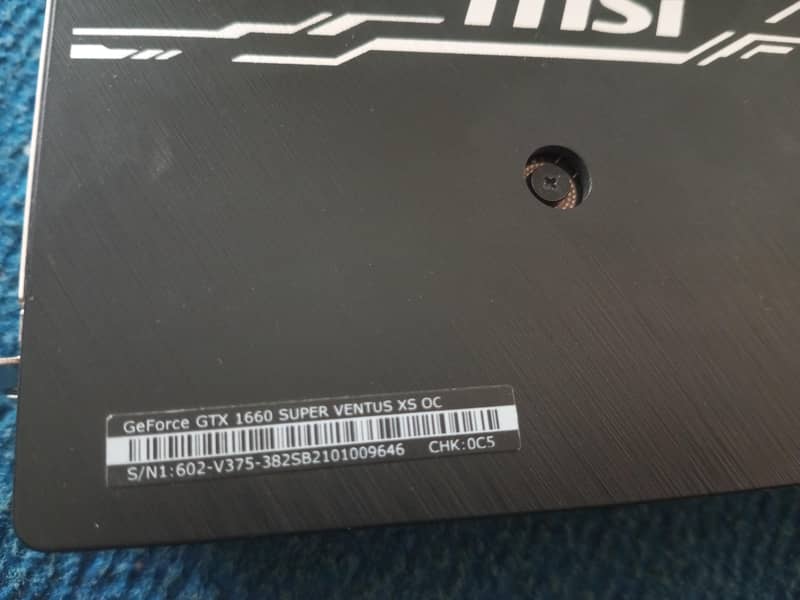 msi
GeForce GTX 1660 SUPER VENTUS XS OC
S/N1:602-V375-382SB2101009646 CHK:0C5